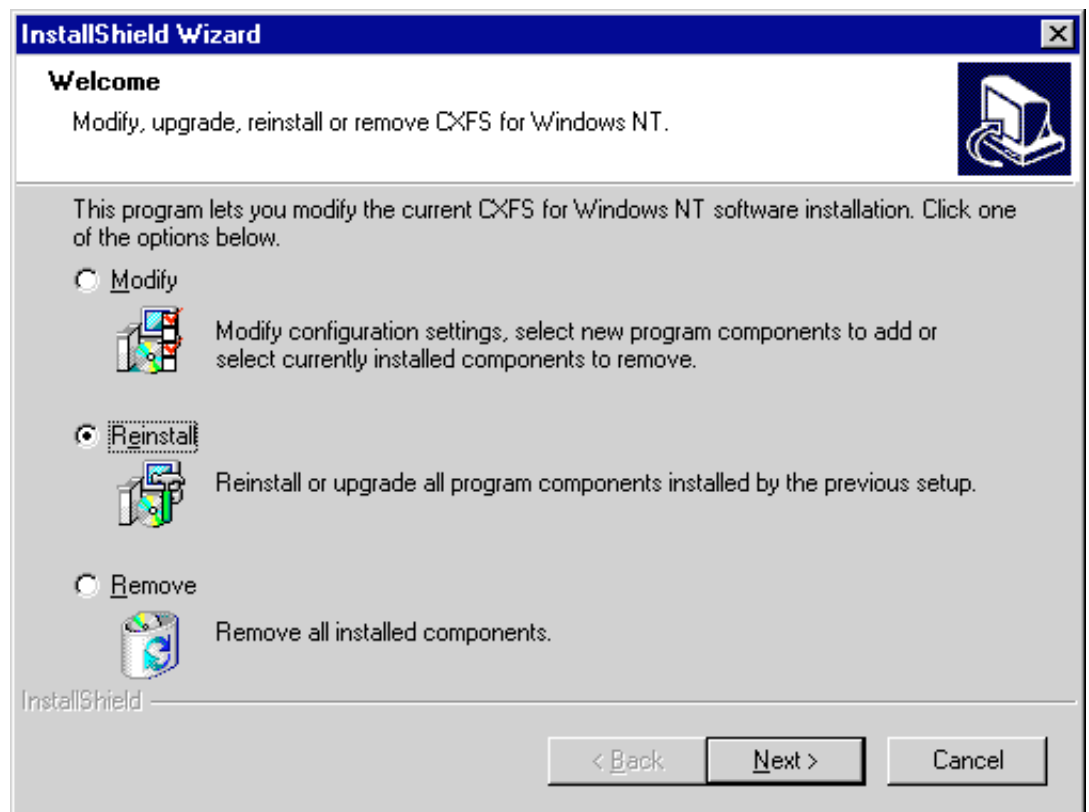 InstallShield Wizard
Welcome
Modify, upgrade, reinstall or remove CXFS for Windows NT.
This program lets you modify the current CXFS for Windows NT software installation. Click one
of the options below.
Modify
Modify configuration settings, select new program components to add or
select currently installed components to remove.
Reinstall
Reinstall or upgrade all program components installed by the previous setup.
Remove
Remove all installed components.
InstallShield
< Back
Next >
Cancel